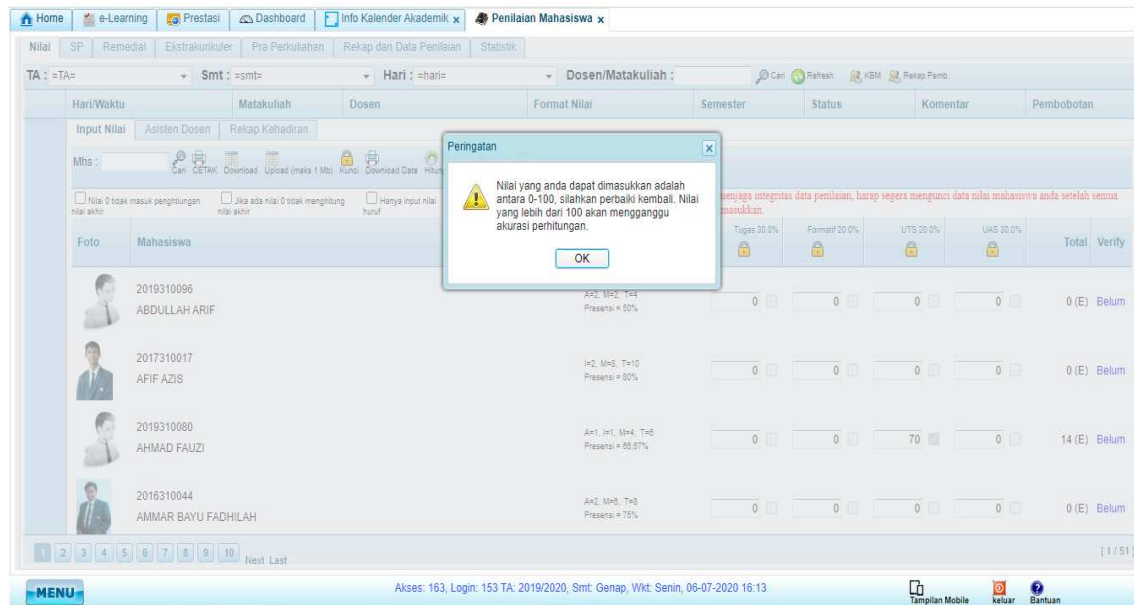 Home e-Learning Prestasi Dashboard Info Kalender Akademik x Penilaian Mahasiswa x
Nilai SP Remedial Ekstrakurikuler Pra Perkuliahan Rekap dan Data Penilaian Statistik
TA : =TA= Smt : =smt= Hari : =hari= Dosen/Matakuliah : Cari Refresh KBM Rekap Pemb.
Hari/Waktu Matakuliah Dosen Format Nilai Semester Status Komentar Pembobotan
Input Nilai Asisten Dosen Rekap Kehadiran
Mhs : Cari CETAK Download Upload (maks 1 Mb) Kunci Download Data Hitung
Peringatan x
Nilai yang anda dapat dimasukkan adalah
antara 0-100, silahkan perbaiki kembali. Nilai
yang lebih dari 100 akan mengganggu
akurasi perhitungan.
OK
Nilai 0 tidak masuk penghtiungan
nilai akhir
Jika ada nilai 0 tidak menghitung
nilai akhir
Hanya input nilai
huruf
menjaga integritas data penilaian, harap segera mengunci data nilai mahasiswa anda setelah semua
masukkan.
Foto Mahasiswa Tugas 30.0% Formatif 20.0% UTS 20.0% UAS 30.0% Total Verify
2019310096
ABDULLAH ARIF
A=2, M=2, T=4
Presensi = 50%
0 0 0 0 0 (E) Belum
2017310017
AFIF AZIS
I=2, M=8, T=10
Presensi = 80%
0 0 0 0 0 (E) Belum
2019310080
AHMAD FAUZI
A=1, I=1, M=4, T=6
Presensi = 66,67%
0 0 70 0 14 (E) Belum
2016310044
AMMAR BAYU FADHILAH
A=2, M=6, T=8
Presensi = 75%
0 0 0 0 0 (E) Belum
1 2 3 4 5 6 7 8 9 10 Next Last [ 1 / 51 ]
MENU Akses: 163, Login: 153 TA: 2019/2020, Smt: Genap, Wkt: Senin, 06-07-2020 16:13 Tampilan Mobile keluar Bantuan